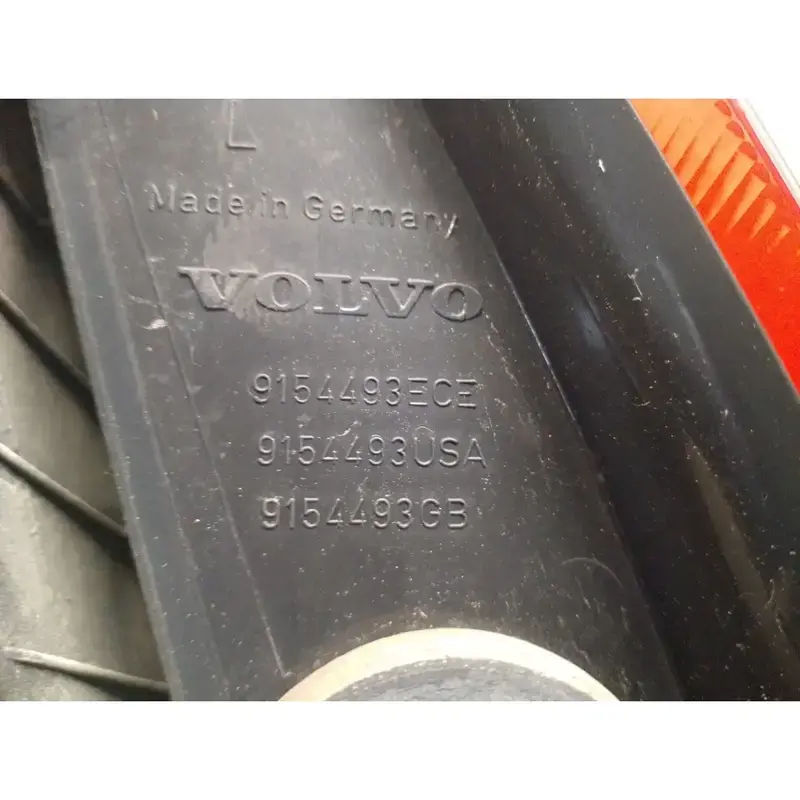 L
Made in Germany
VOLVO
9154493ECE
9154493USA
9154493GB